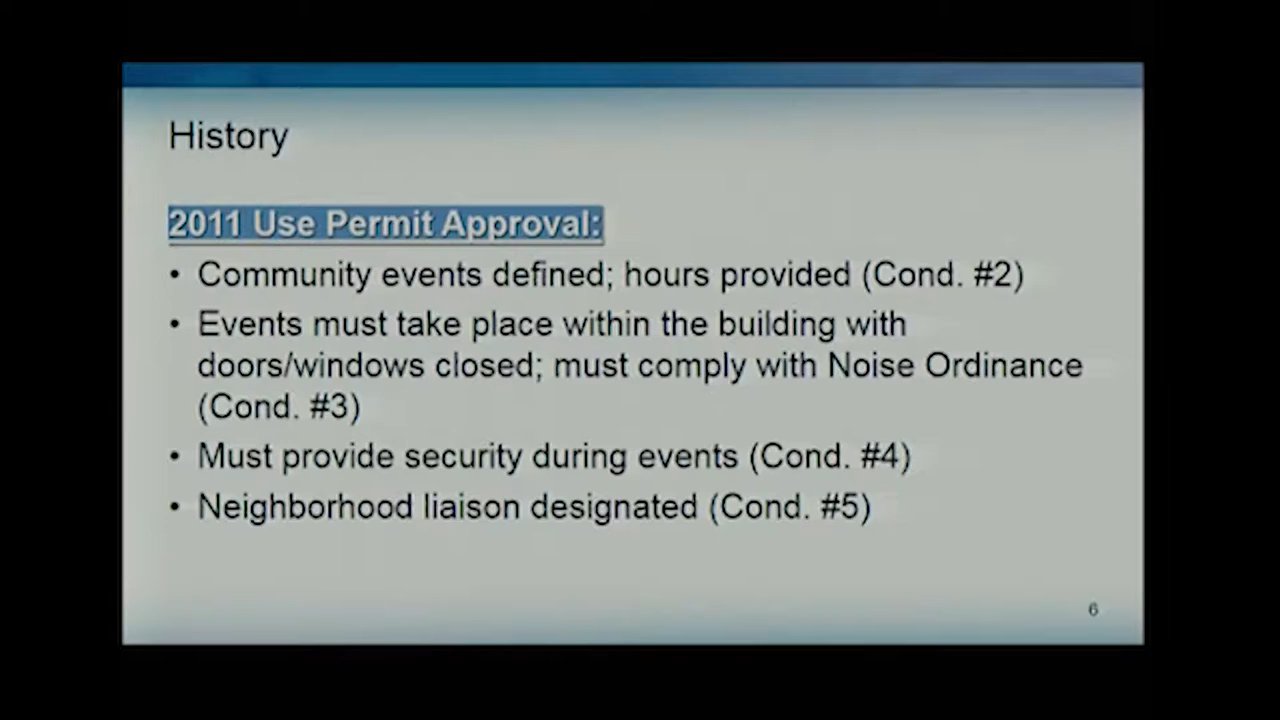 History
2011 Use Permit Approval:
• Community events defined; hours provided (Cond. #2)
• Events must take place within the building with
doors/windows closed; must comply with Noise Ordinance
(Cond. #3)
• Must provide security during events (Cond. #4)
• Neighborhood liaison designated (Cond. #5)
6